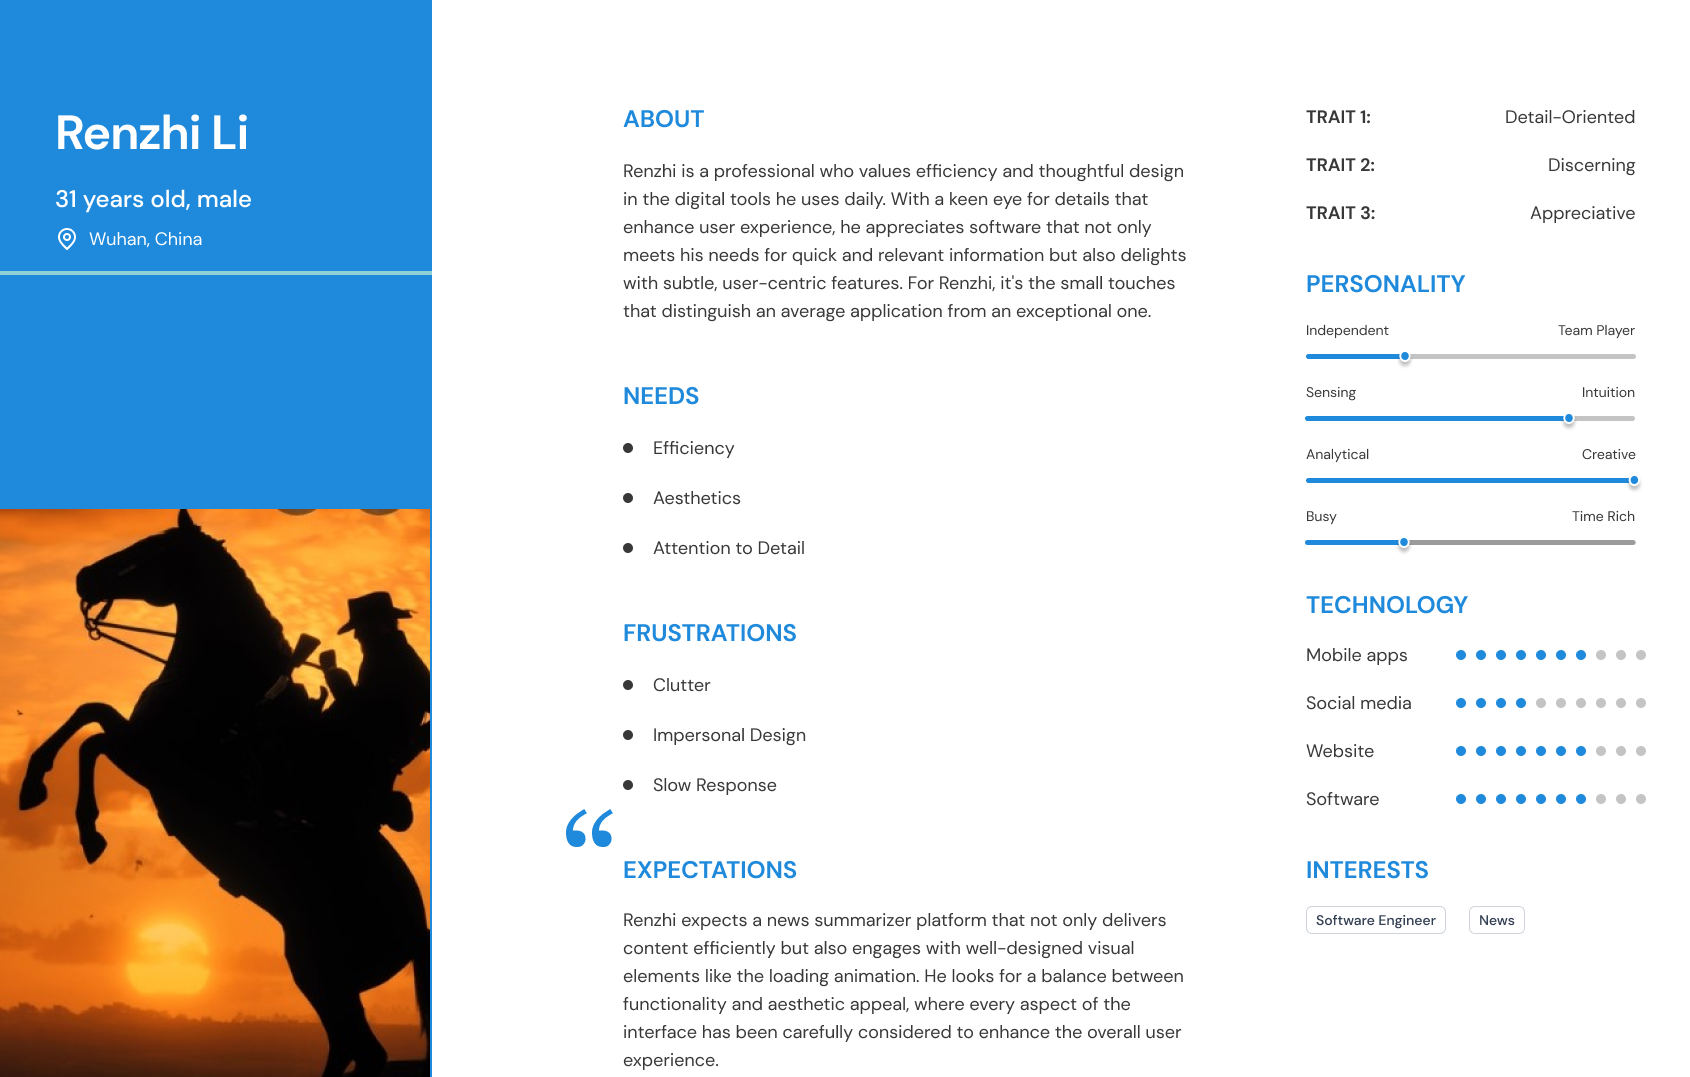 Renzhi Li
31 years old, male
Wuhan, China
ABOUT
Renzhi is a professional who values efficiency and thoughtful design
in the digital tools he uses daily. With a keen eye for details that
enhance user experience, he appreciates software that not only
meets his needs for quick and relevant information but also delights
with subtle, user-centric features. For Renzhi, it's the small touches
that distinguish an average application from an exceptional one.
NEEDS
Efficiency
Aesthetics
Attention to Detail
FRUSTRATIONS
Clutter
Impersonal Design
Slow Response
“
EXPECTATIONS
Renzhi expects a news summarizer platform that not only delivers
content efficiently but also engages with well-designed visual
elements like the loading animation. He looks for a balance between
functionality and aesthetic appeal, where every aspect of the
interface has been carefully considered to enhance the overall user
experience.
TRAIT 1: Detail-Oriented
TRAIT 2: Discerning
TRAIT 3: Appreciative
PERSONALITY
Independent Team Player
Sensing Intuition
Analytical Creative
Busy Time Rich
TECHNOLOGY
Mobile apps
Social media
Website
Software
INTERESTS
Software Engineer News